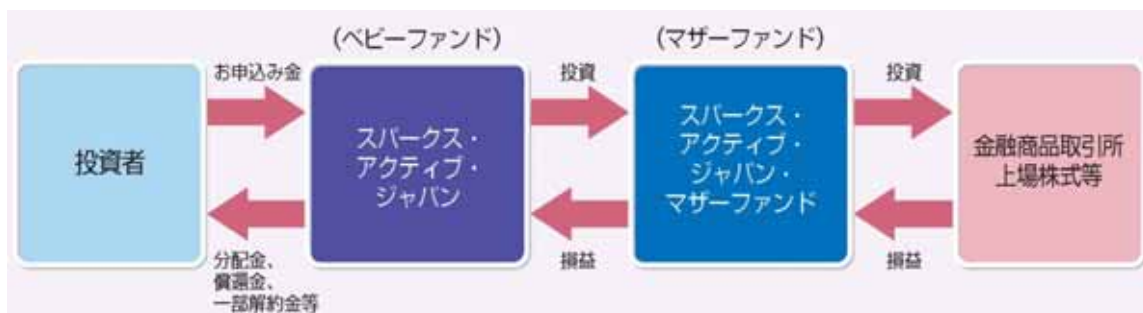 (ベビーファンド)
(マザーファンド)
お申込み金
投資
投資
投資者
スパークス・
アクティブ・
ジャパン
スパークス・
アクティブ・
ジャパン・
マザーファンド
金融商品取引所
上場株式等
分配金、
償還金、
一部解約金等
損益
損益